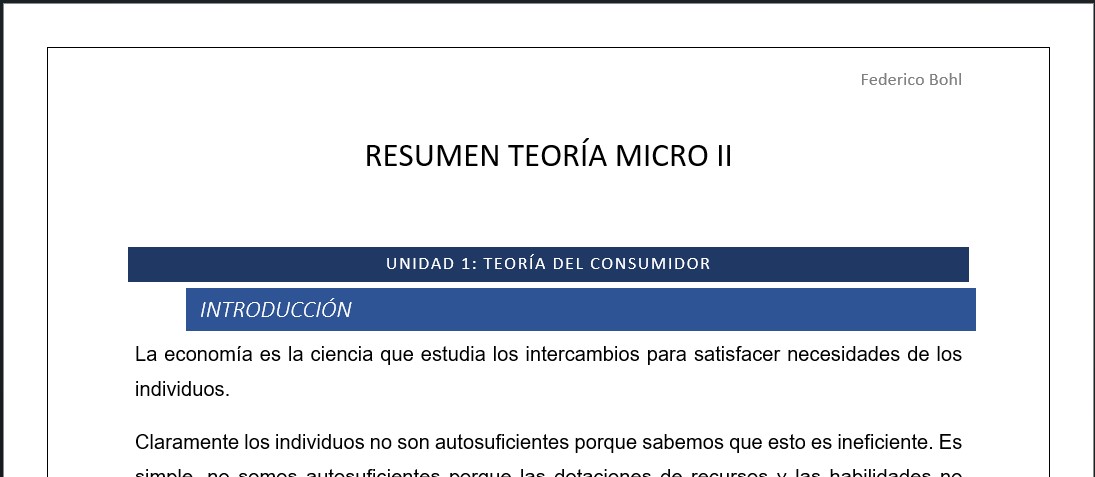 Federico Bohl
RESUMEN TEORÍA MICRO II
UNIDAD 1: TEORÍA DEL CONSUMIDOR
INTRODUCCIÓN
La economía es la ciencia que estudia los intercambios para satisfacer necesidades de los
individuos.
Claramente los individuos no son autosuficientes porque sabemos que esto es ineficiente. Es
simple, no somos autosuficientes porque las dotaciones de recursos y las habilidades no